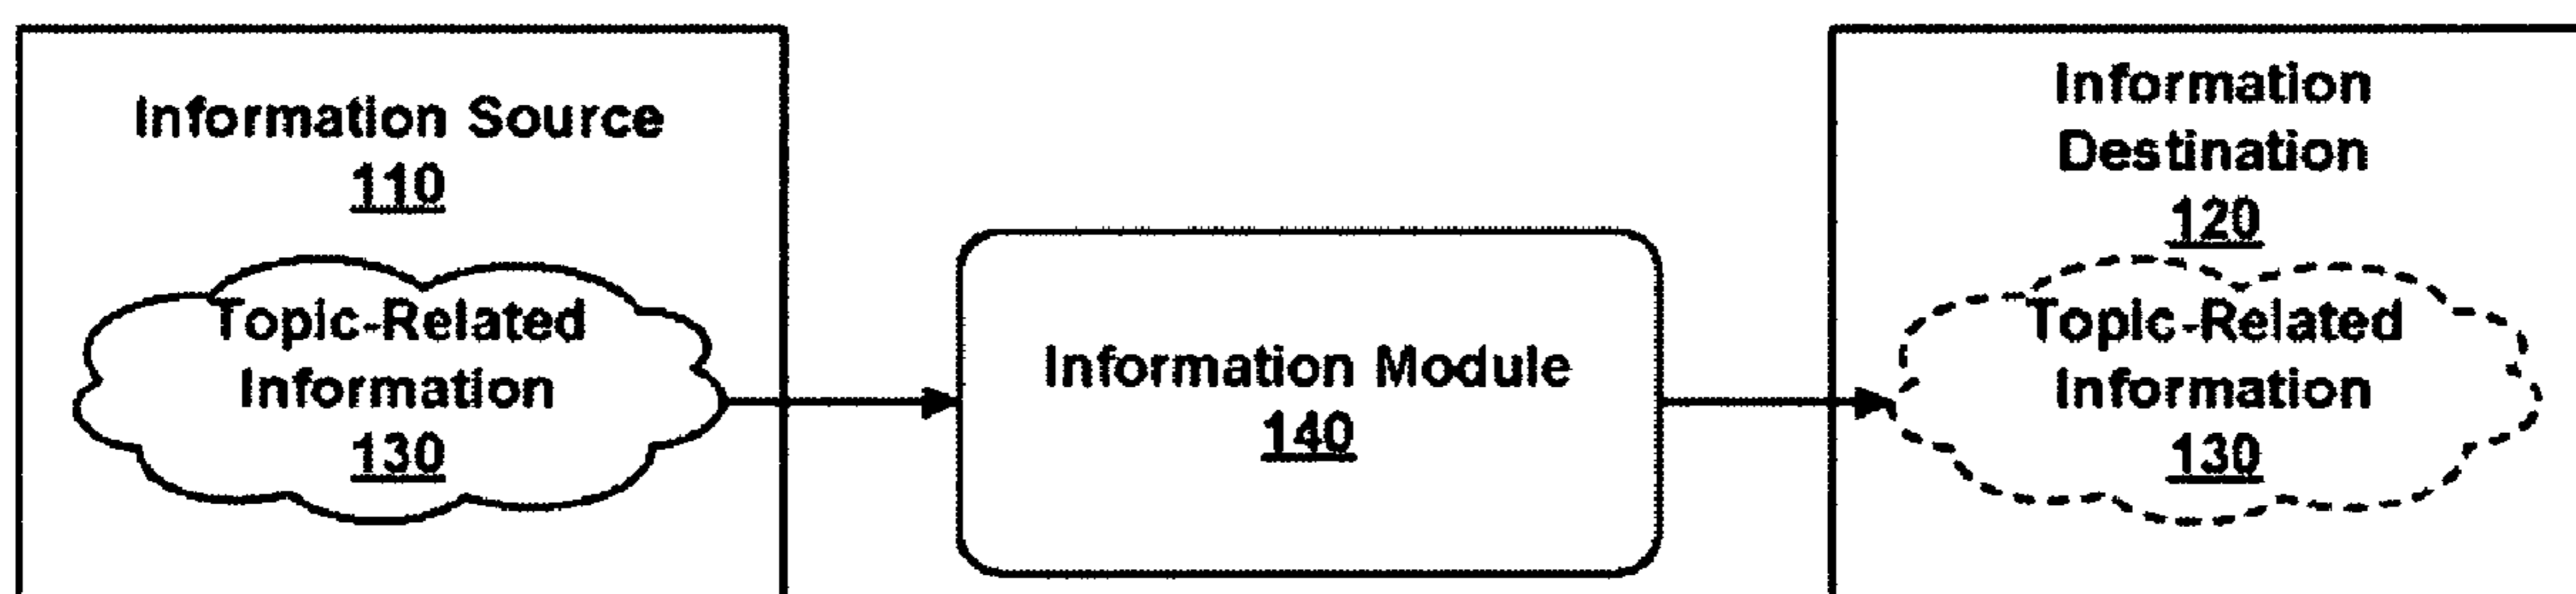 Information Source
110
Topic-Related
Information
130
Information Module
140
Information
Destination
120
Topic-Related
Information
130